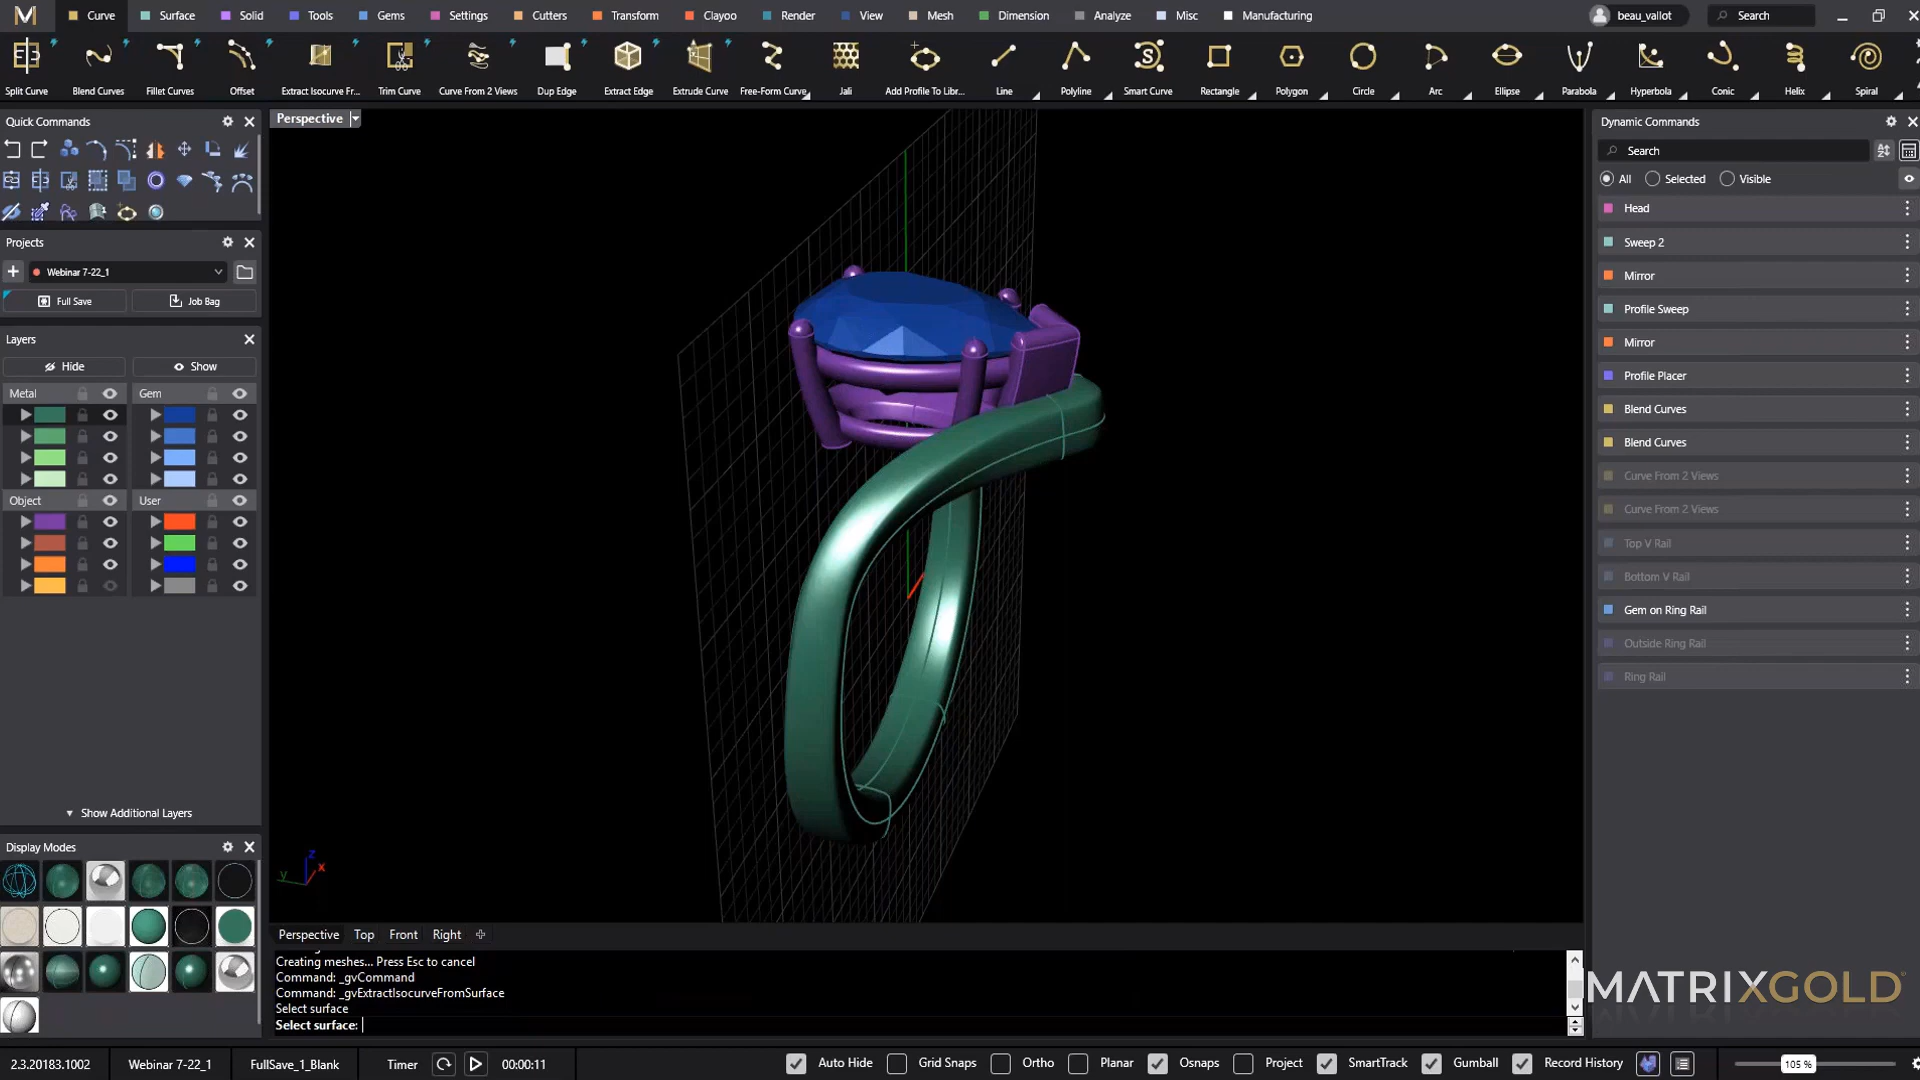 Curve
Surface
Solid
Tools
Gems
Settings
Cutters
Transform
Clayoo
Render
View
Mesh
Dimension
Analyze
Misc
Manufacturing
beau_vallot
Search
Split Curve
Blend Curves
Fillet Curves
Offset
Extract Isocurve Fr...
Trim Curve
Curve From 2 Views
Dup Edge
Extract Edge
Extrude Curve
Free-Form Curve
Jali
Add Profile To Libr...
Line
Polyline
Smart Curve
Rectangle
Polygon
Circle
Arc
Ellipse
Parabola
Hyperbola
Conic
Helix
Spiral
Quick Commands
Projects
Webinar 7-22_1
Full Save
Job Bag
Layers
Hide
Show
Metal
Gem
Object
User
Show Additional Layers
Display Modes
Perspective
z
x
y
Perspective
Top
Front
Right
Creating meshes... Press Esc to cancel
Command: _gvCommand
Command: _gvExtractIsocurveFromSurface
Select surface
Select surface:
Dynamic Commands
Search
All
Selected
Visible
Head
Sweep 2
Mirror
Profile Sweep
Mirror
Profile Placer
Blend Curves
Blend Curves
Curve From 2 Views
Curve From 2 Views
Top V Rail
Bottom V Rail
Gem on Ring Rail
Outside Ring Rail
Ring Rail
MATRIXGOLD
2.3.20183.1002
Webinar 7-22_1
FullSave_1_Blank
Timer
00:00:11
Auto Hide
Grid Snaps
Ortho
Planar
Osnaps
Project
SmartTrack
Gumball
Record History
105 %